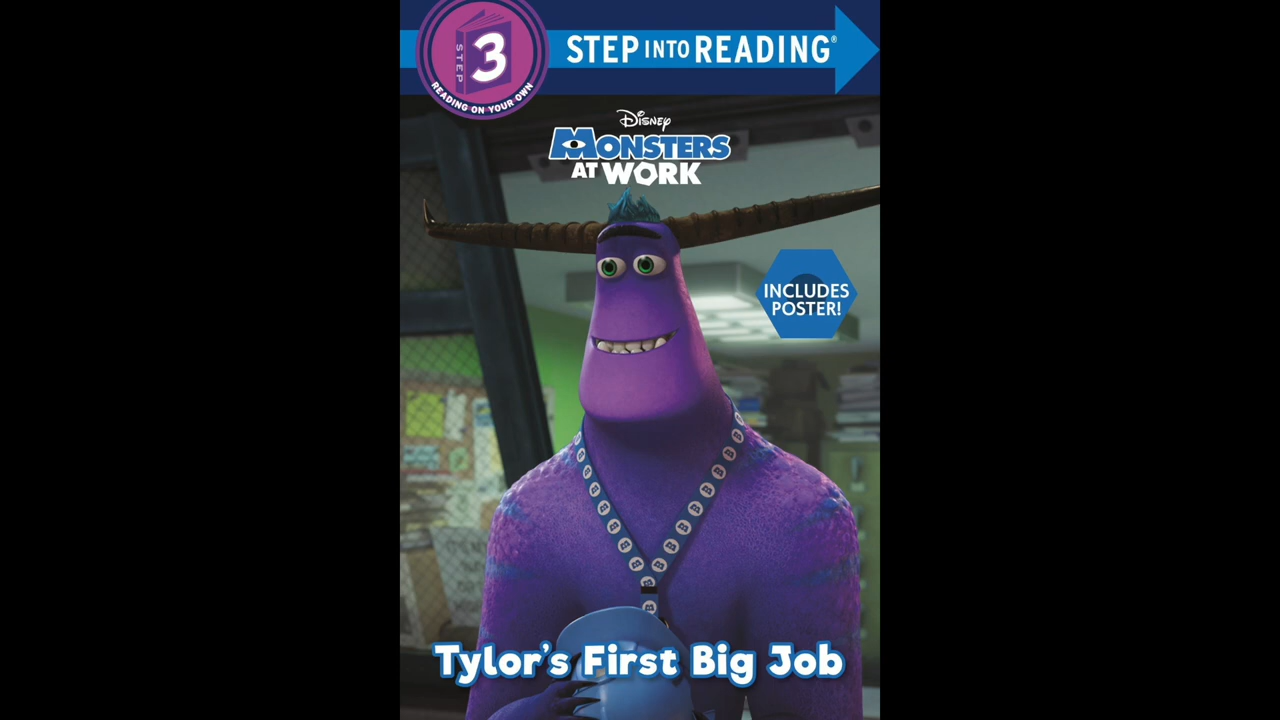 STEP 3
READING ON YOUR OWN
STEP INTO READING®
DISNEY
MONSTERS
AT WORK
INCLUDES
POSTER!
Tylor's First Big Job